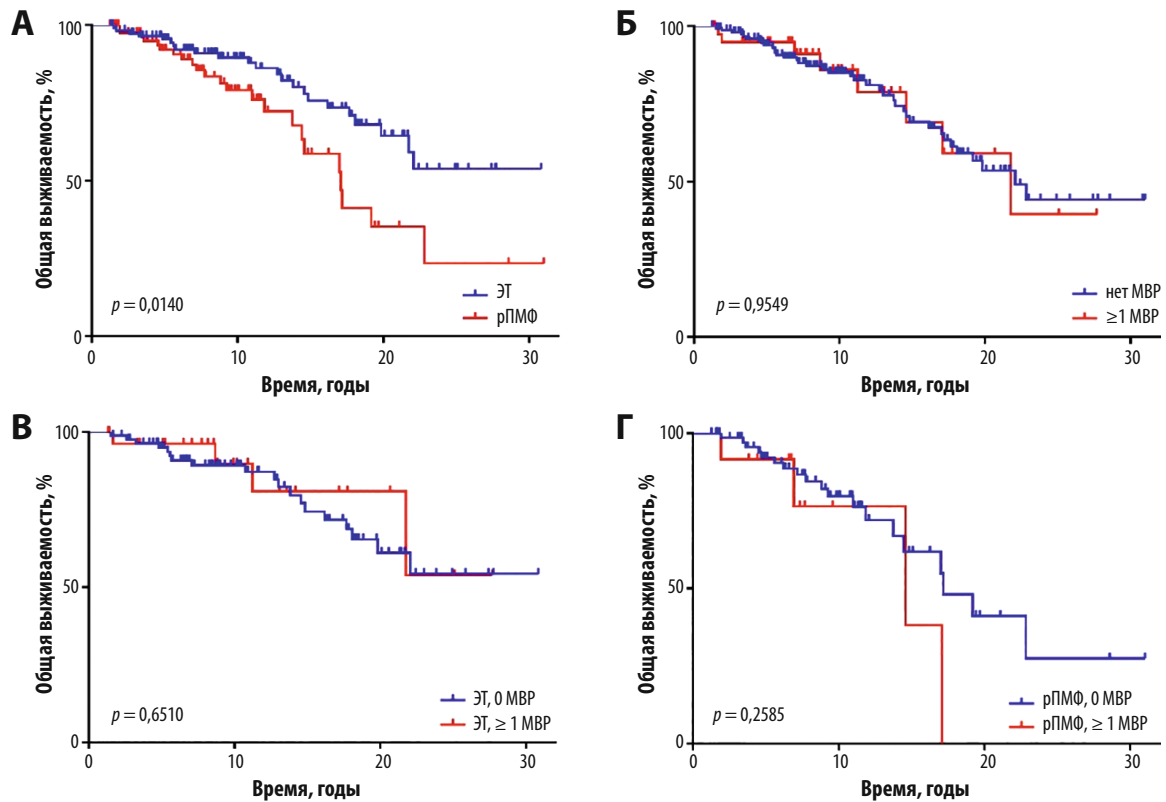 А
Общая выживаемость, %
100
50
0
p = 0,0140
ЭТ
рПМФ
0 10 20 30
Время, годы
Б
Общая выживаемость, %
100
50
0
p = 0,9549
нет МВР
≥1 МВР
0 10 20 30
Время, годы
В
Общая выживаемость, %
100
50
0
p = 0,6510
ЭТ, 0 МВР
ЭТ, ≥ 1 МВР
0 10 20 30
Время, годы
Г
Общая выживаемость, %
100
50
0
p = 0,2585
рПМФ, 0 МВР
рПМФ, ≥ 1 МВР
0 10 20 30
Время, годы